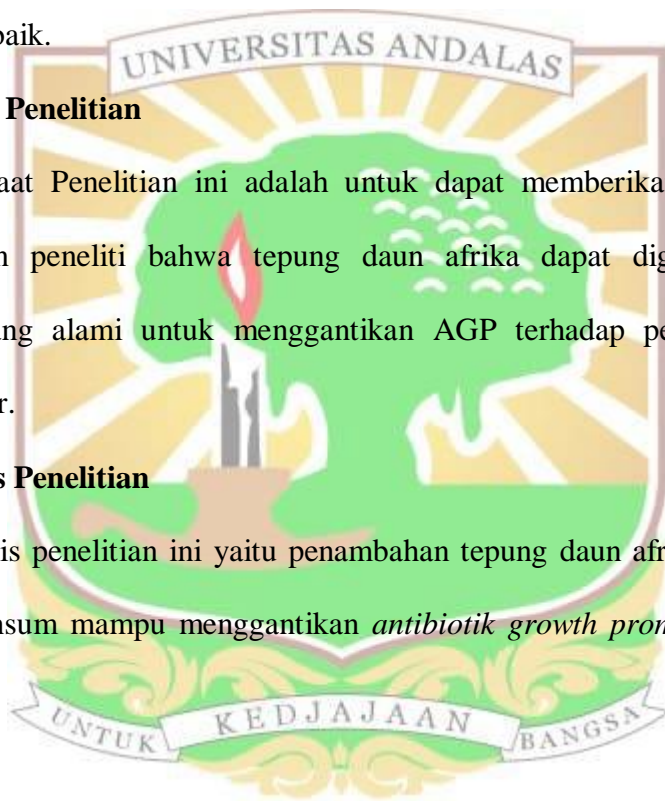 baik.
UNIVERSITAS ANDALAS
Penelitian
aat Penelitian ini adalah untuk dapat memberika
n peneliti bahwa tepung daun afrika dapat dig
ang alami untuk menggantikan AGP terhadap pe
r.
s Penelitian
is penelitian ini yaitu penambahan tepung daun afr
nsum mampu menggantikan antibiotik growth pron
UNTUK KEDJAJAAN BANGSA